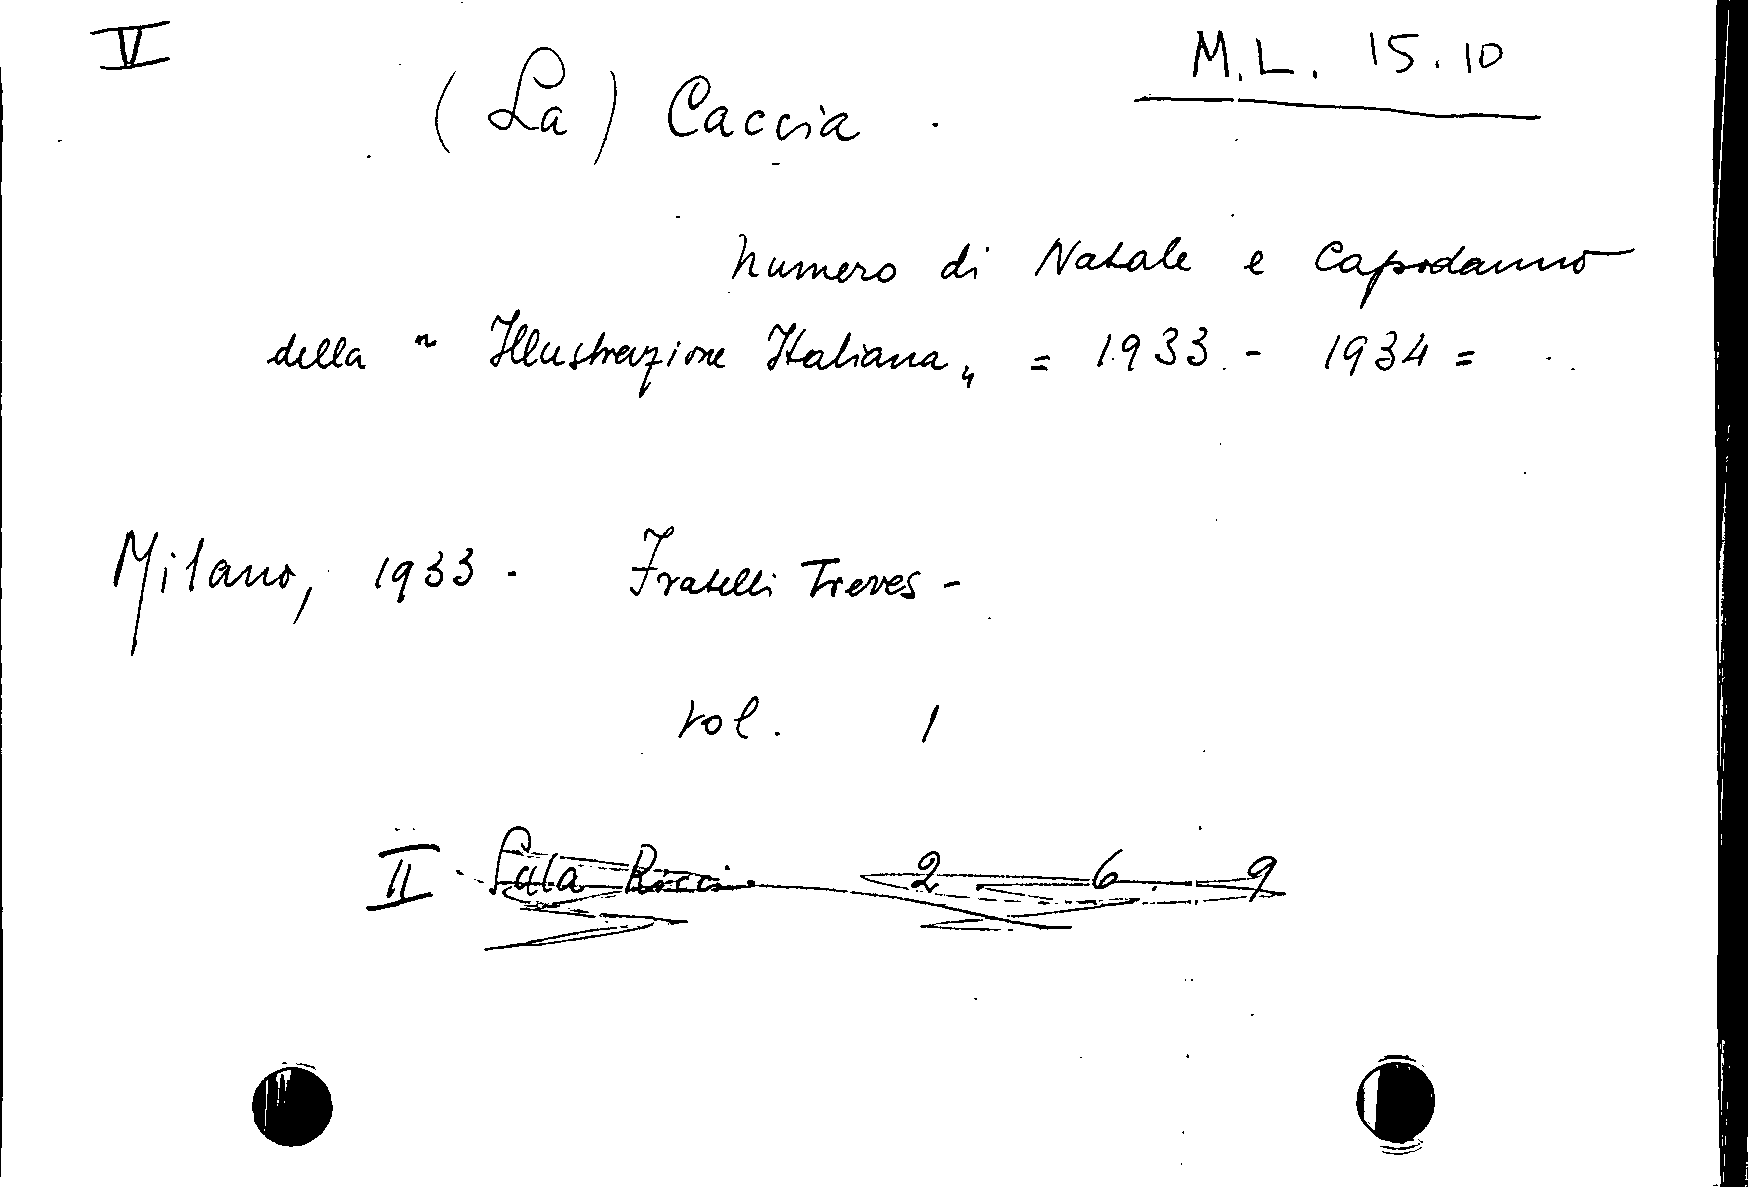 V
M.L. 15.10
(La) Caccia.
Numero di Natale e Capodanno
della " Illustrazione Italiana „ = 1933 - 1934 =
Milano, 1933 - Fratelli Treves -
vol. 1
II Sala Ricci. 2 6. 9